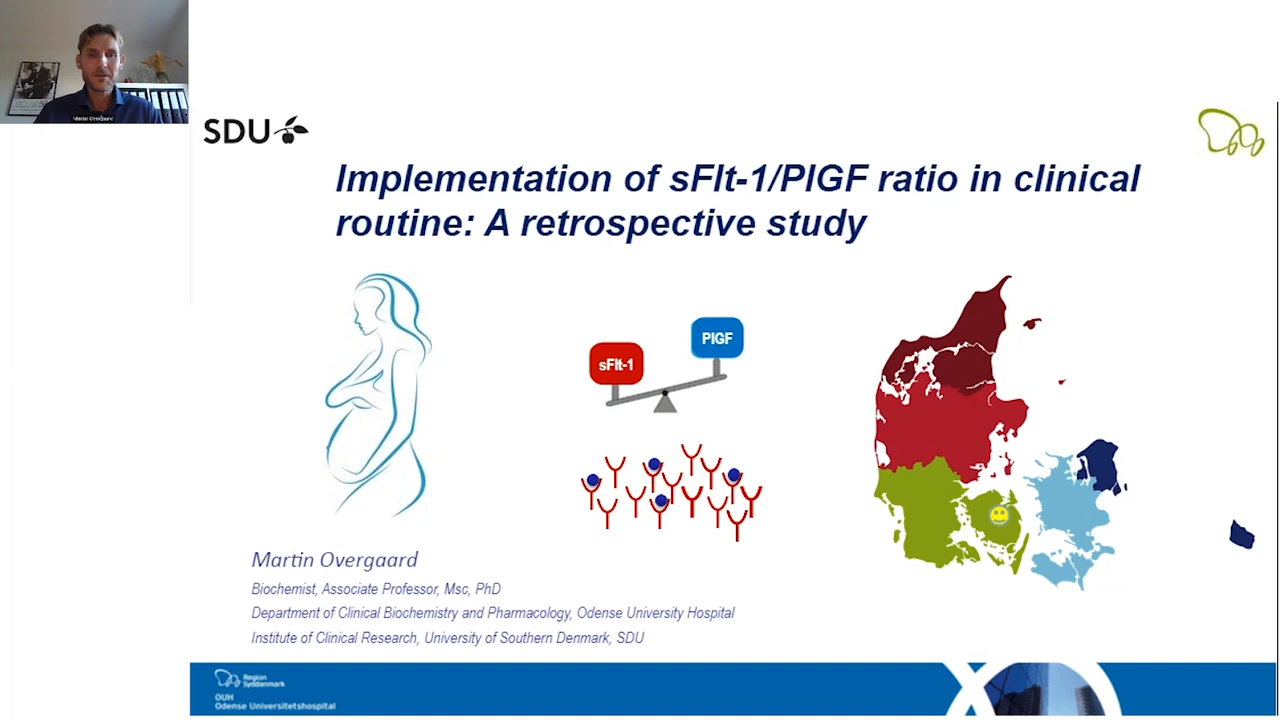 Martin Overgaard
SDU
Implementation of sFlt-1/PlGF ratio in clinical
routine: A retrospective study
PlGF
sFlt-1
Martin Overgaard
Biochemist, Associate Professor, Msc, PhD
Department of Clinical Biochemistry and Pharmacology, Odense University Hospital
Institute of Clinical Research, University of Southern Denmark, SDU
Region
Syddanmark
OUH
Odense Universitetshospital